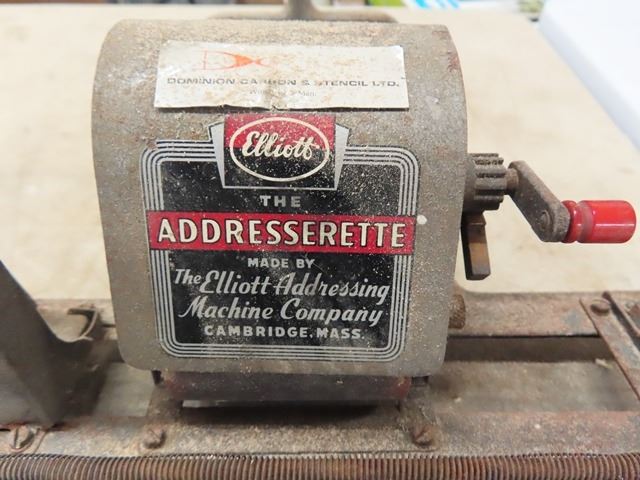 DOMINION CARBON & STENCIL LTD.
Elliott
THE
ADDRESSERETTE
MADE BY
The Elliott Addressing
Machine Company
CAMBRIDGE, MASS.